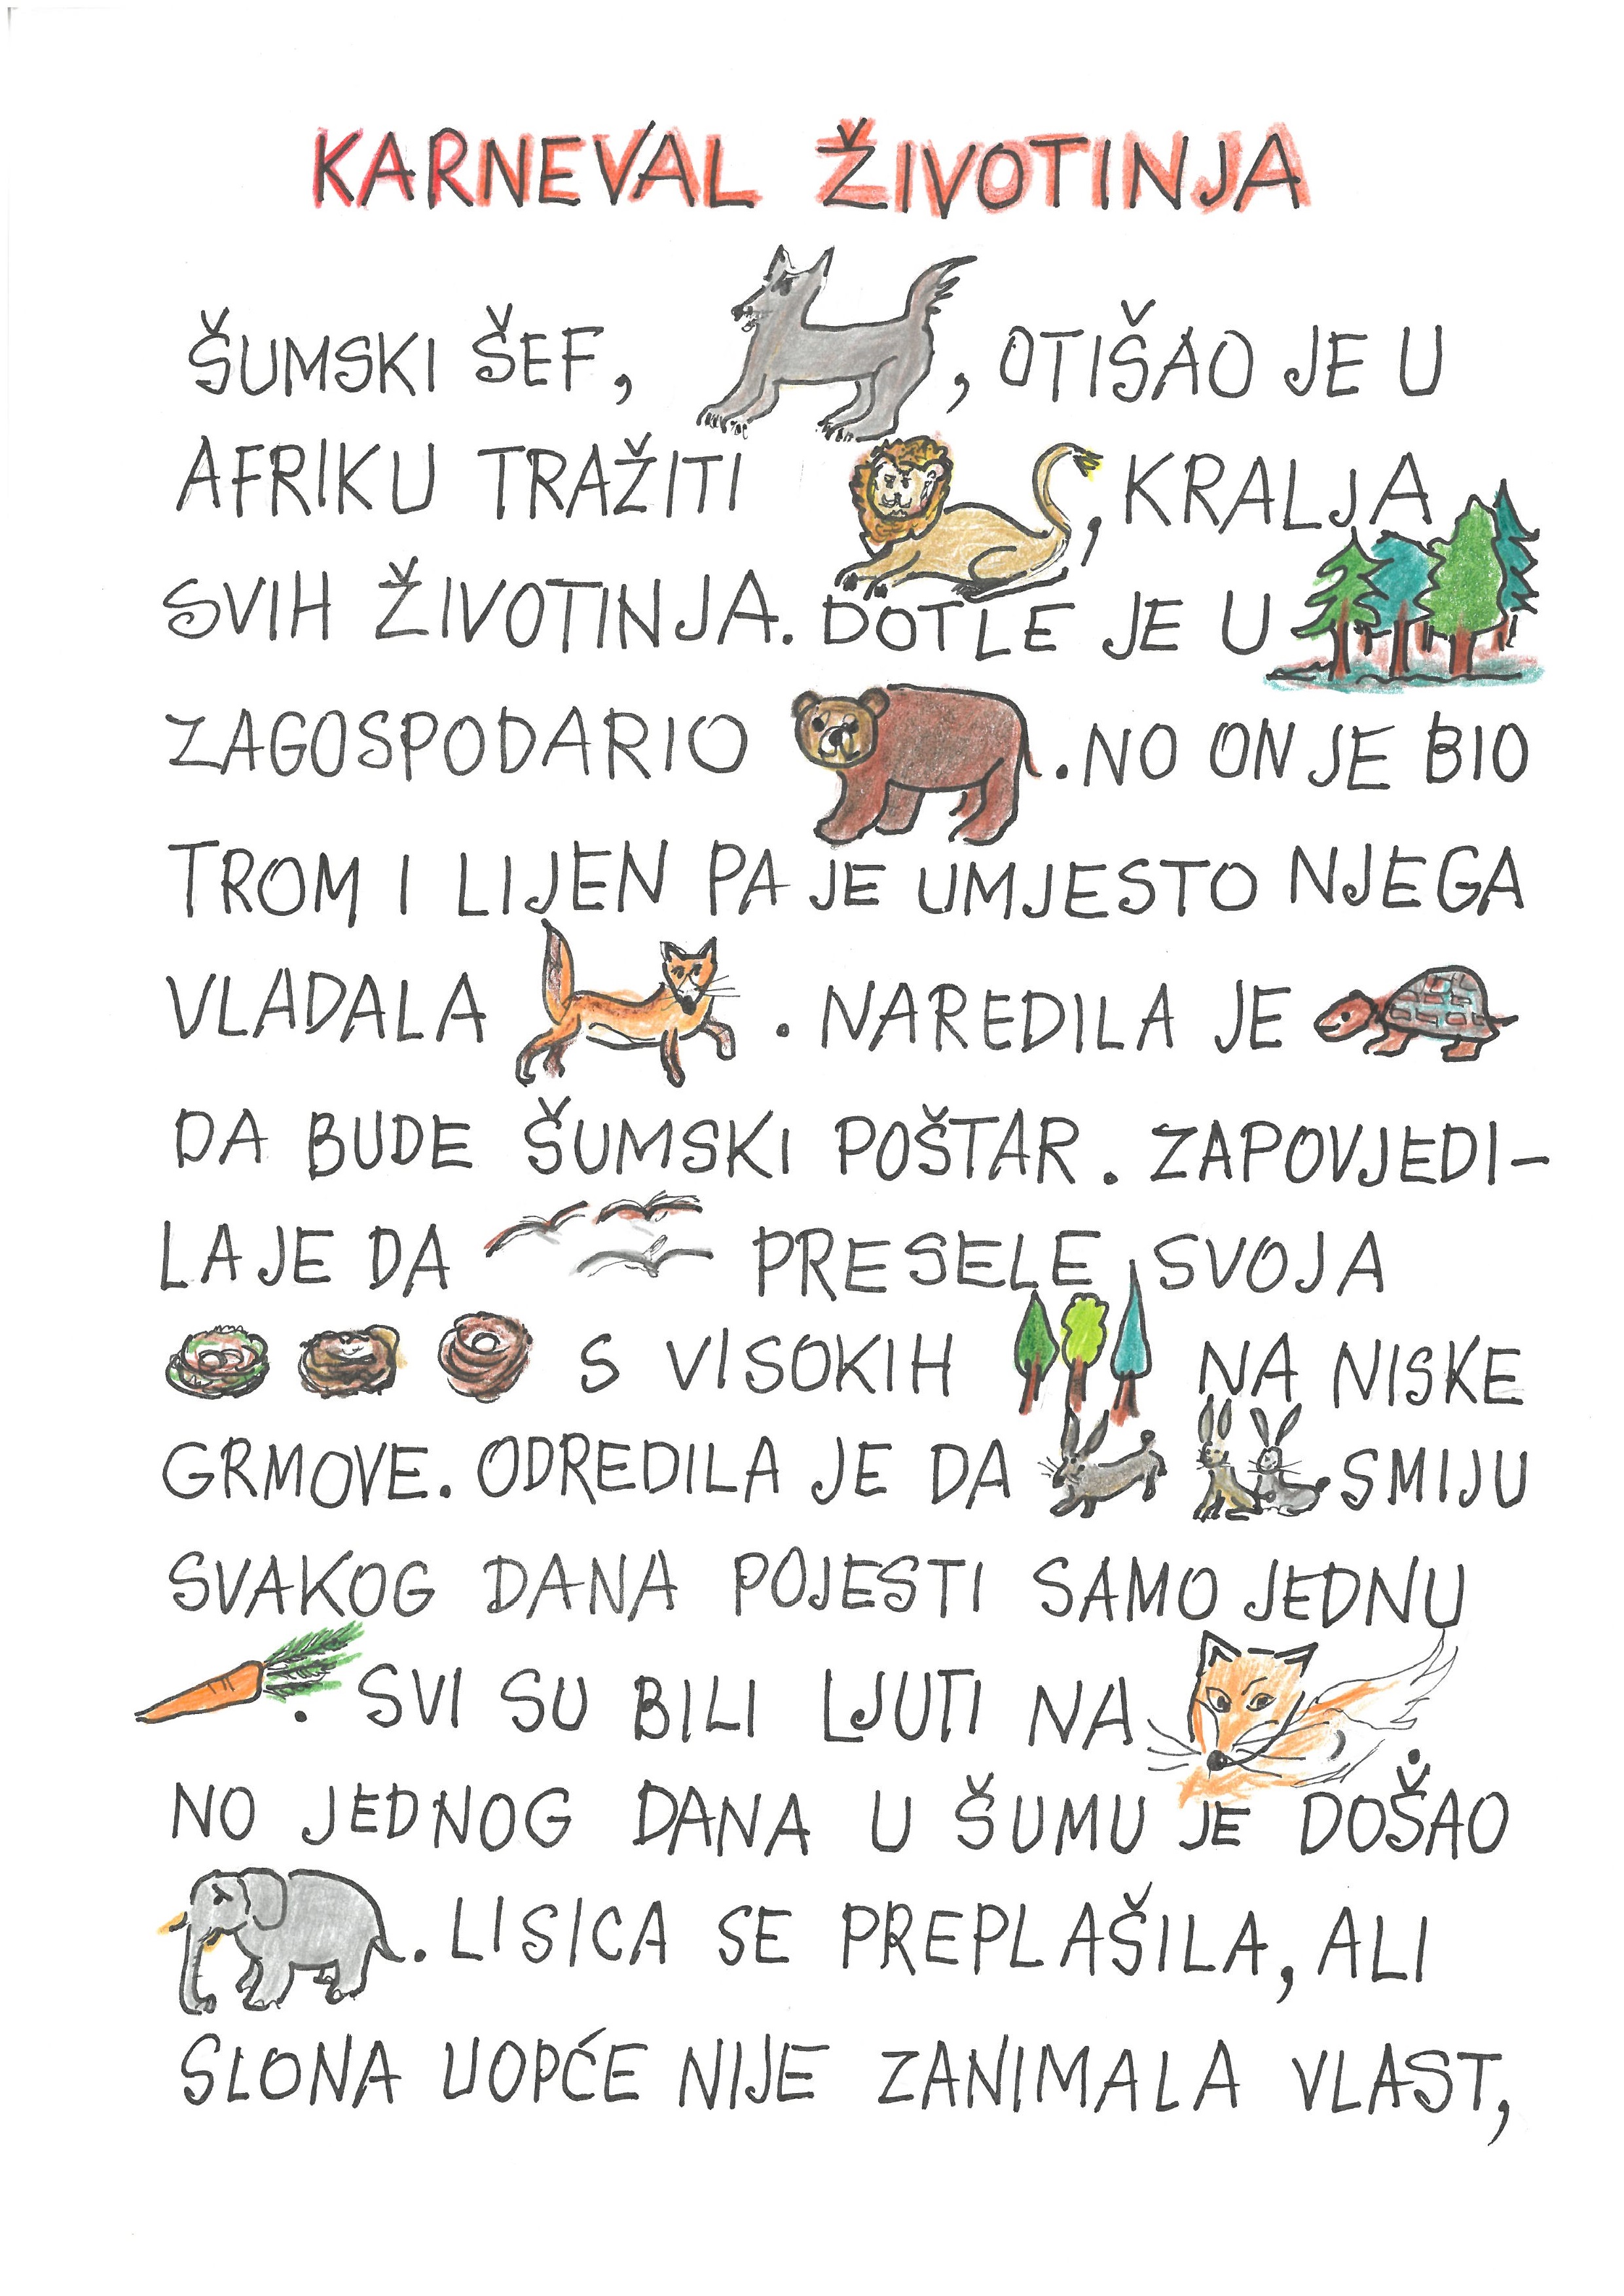 KARNEVAL ŽIVOTINJA
ŠUMSKI ŠEF, , OTIŠAO JE U
AFRIKU TRAŽITI , KRALJA
SVIH ŽIVOTINJA. DOTLE JE U
ZAGOSPODARIO . NO ON JE BIO
TROM I LIJEN PA JE UMJESTO NJEGA
VLADALA . NAREDILA JE
DA BUDE ŠUMSKI POŠTAR. ZAPOVJEDI-
LA JE DA PRESELE SVOJA
S VISOKIH NA NISKE
GRMOVE. ODREDILA JE DA SMIJU
SVAKOG DANA POJESTI SAMO JEDNU
. SVI SU BILI LJUTI NA .
NO JEDNOG DANA U ŠUMU JE DOŠAO
. LISICA SE PREPLAŠILA, ALI
SLONA UOPĆE NIJE ZANIMALA VLAST,